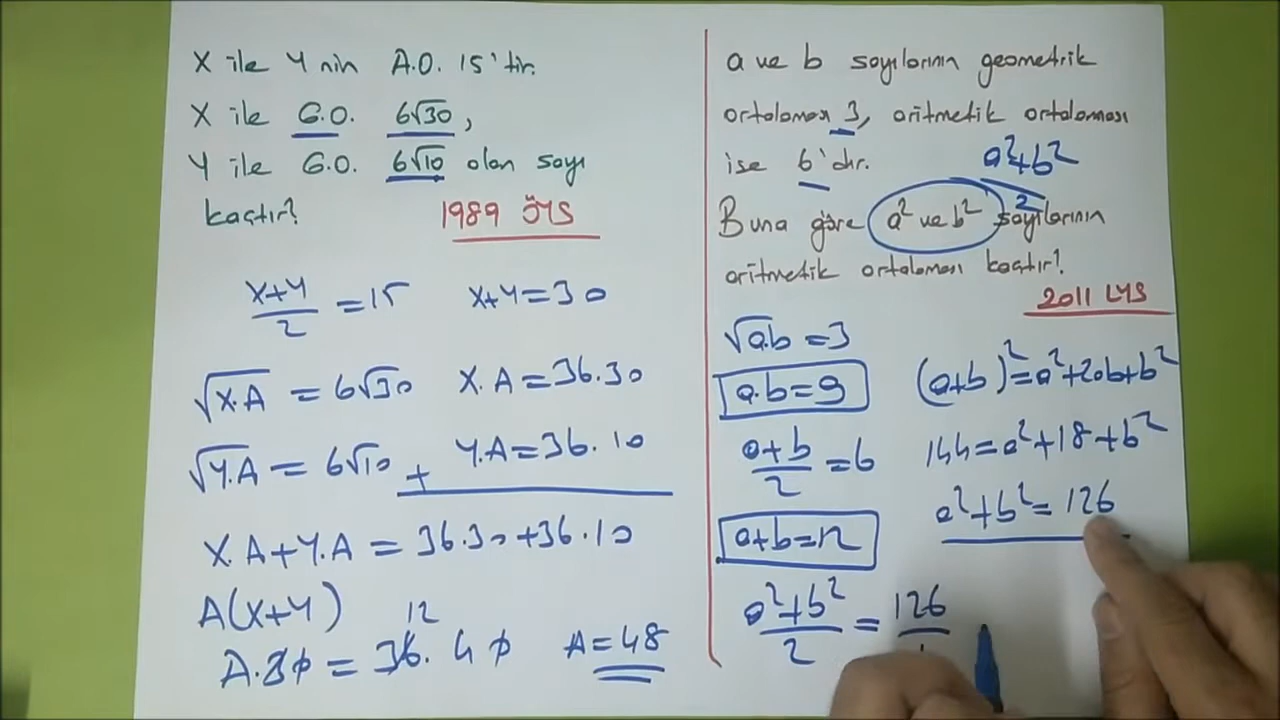 X ile Y nin A.O. 15'tir.
X ile G.O. 6√30,
Y ile G.O. 6√10 olan sayı
kaçtır?
1989 ÖYS
X+Y/2 = 15 X+Y=30
√X.A = 6√30 X.A=36.30
√Y.A = 6√10 + Y.A=36.10
X.A+Y.A = 36.30+36.10
A(X+Y) 12
A.30 = 36.40 A=48
a ve b sayılarının geometrik
ortalaması 3, aritmetik ortalaması
ise 6'dır.
a²+b²/2
Buna göre a² ve b² sayılarının
aritmetik ortalaması kaçtır?
2011 LYS
√a.b = 3
a.b=9
a+b/2 = 6
a+b=12
(a+b)²=a²+2ab+b²
144=a²+18+b²
a²+b²=126
a²+b²/2 = 126